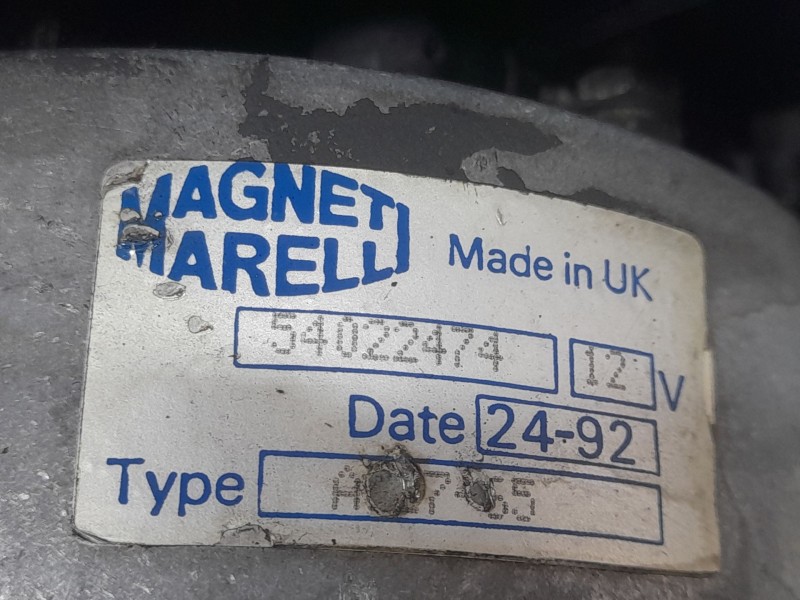 MAGNETI
MARELLI
Made in UK
54022474
12 V
Date 24-92
Type